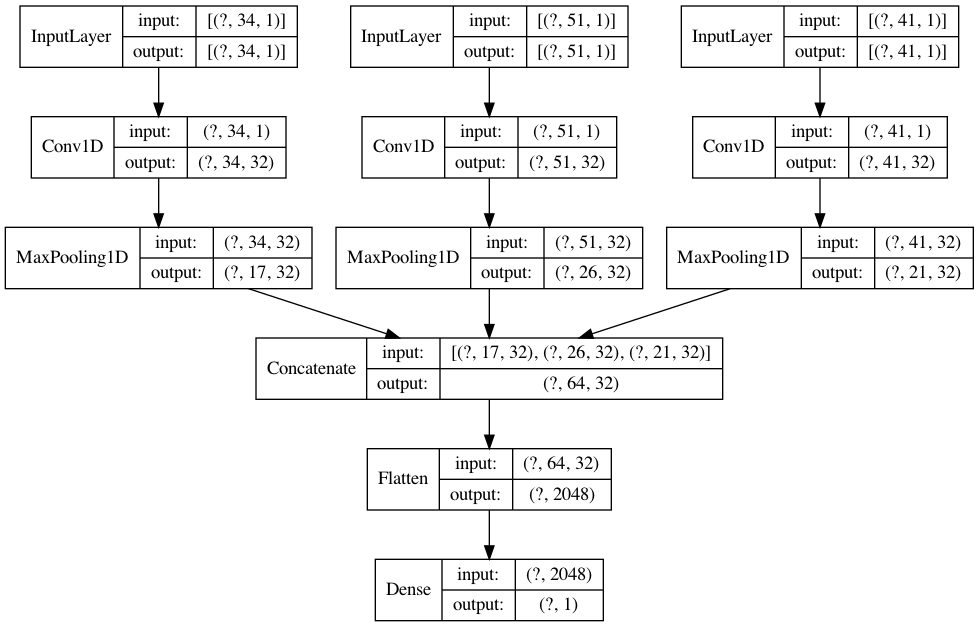 InputLayer input: [(?, 34, 1)] output: [(?, 34, 1)]
InputLayer input: [(?, 51, 1)] output: [(?, 51, 1)]
InputLayer input: [(?, 41, 1)] output: [(?, 41, 1)]
Conv1D input: (?, 34, 1) output: (?, 34, 32)
Conv1D input: (?, 51, 1) output: (?, 51, 32)
Conv1D input: (?, 41, 1) output: (?, 41, 32)
MaxPooling1D input: (?, 34, 32) output: (?, 17, 32)
MaxPooling1D input: (?, 51, 32) output: (?, 26, 32)
MaxPooling1D input: (?, 41, 32) output: (?, 21, 32)
Concatenate input: [(?, 17, 32), (?, 26, 32), (?, 21, 32)] output: (?, 64, 32)
Flatten input: (?, 64, 32) output: (?, 2048)
Dense input: (?, 2048) output: (?, 1)